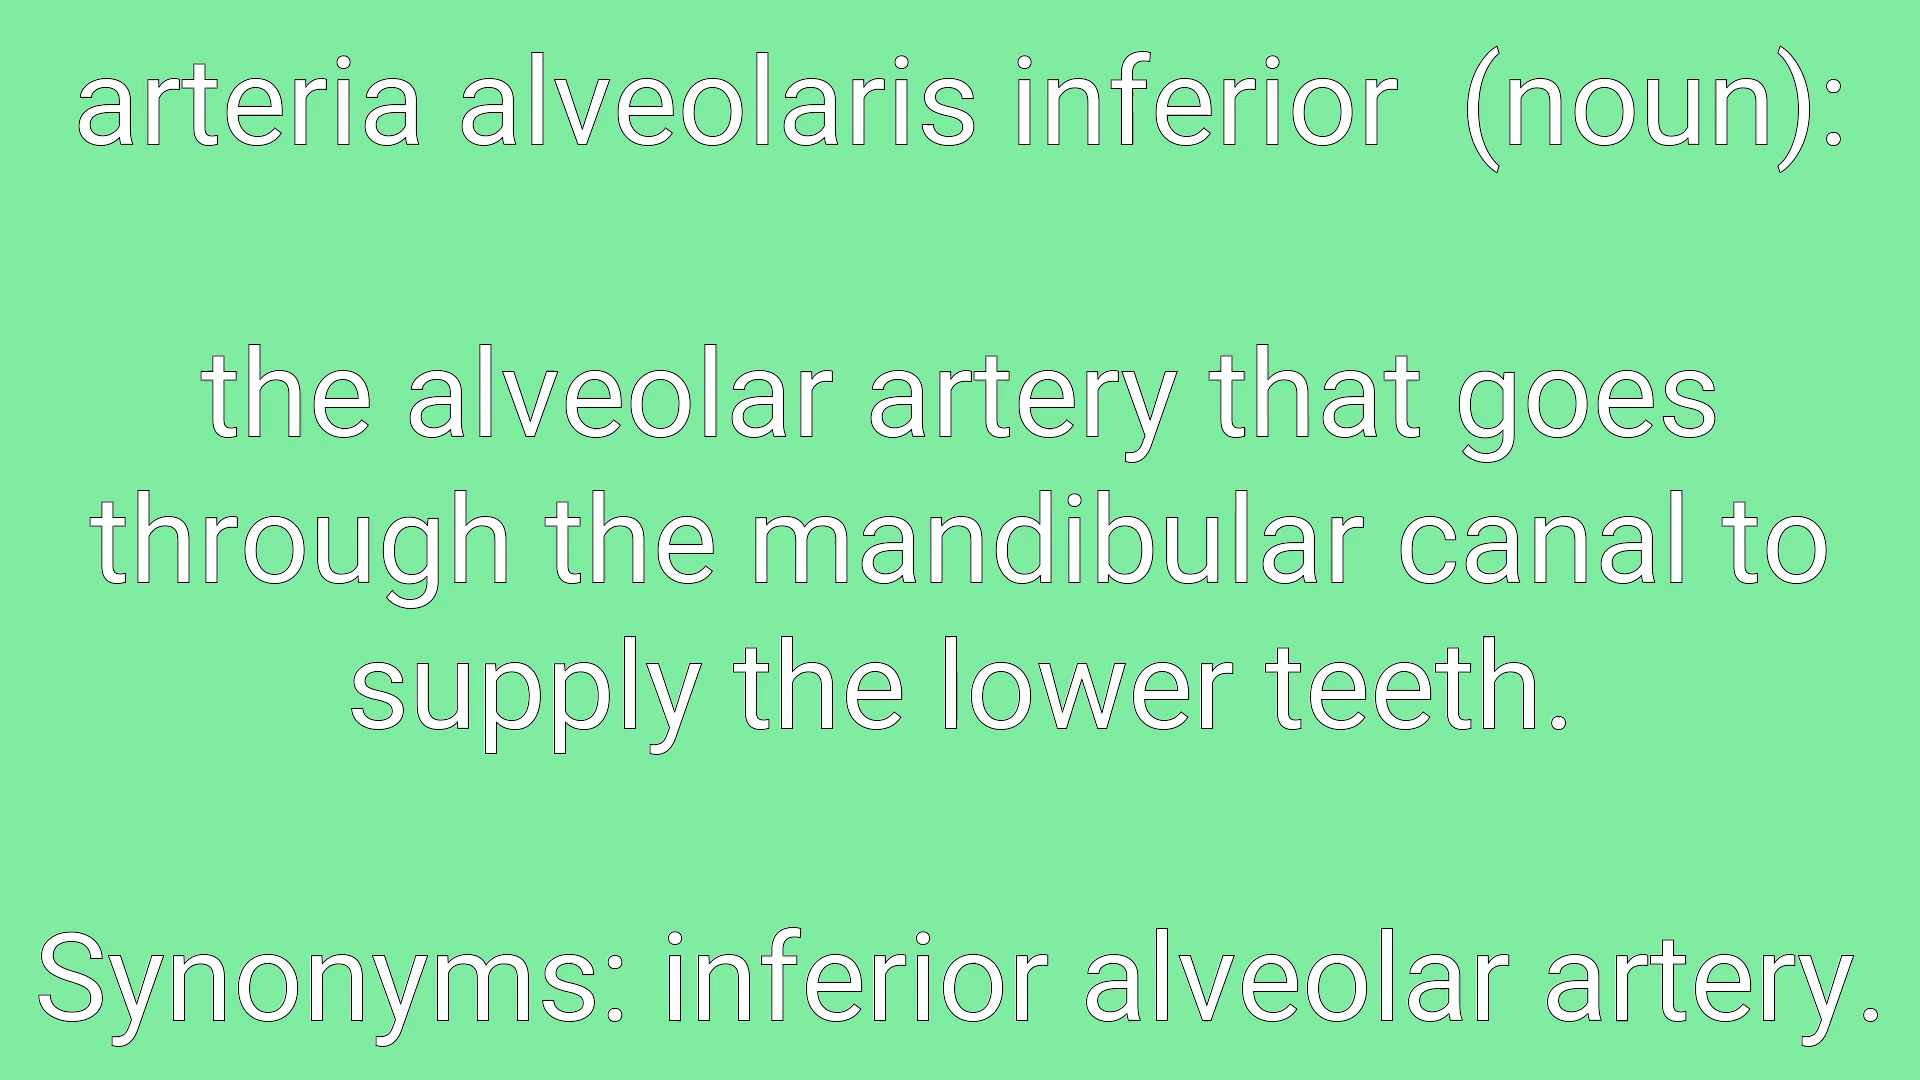 arteria alveolaris inferior  (noun):
the alveolar artery that goes
through the mandibular canal to
supply the lower teeth.
Synonyms: inferior alveolar artery.